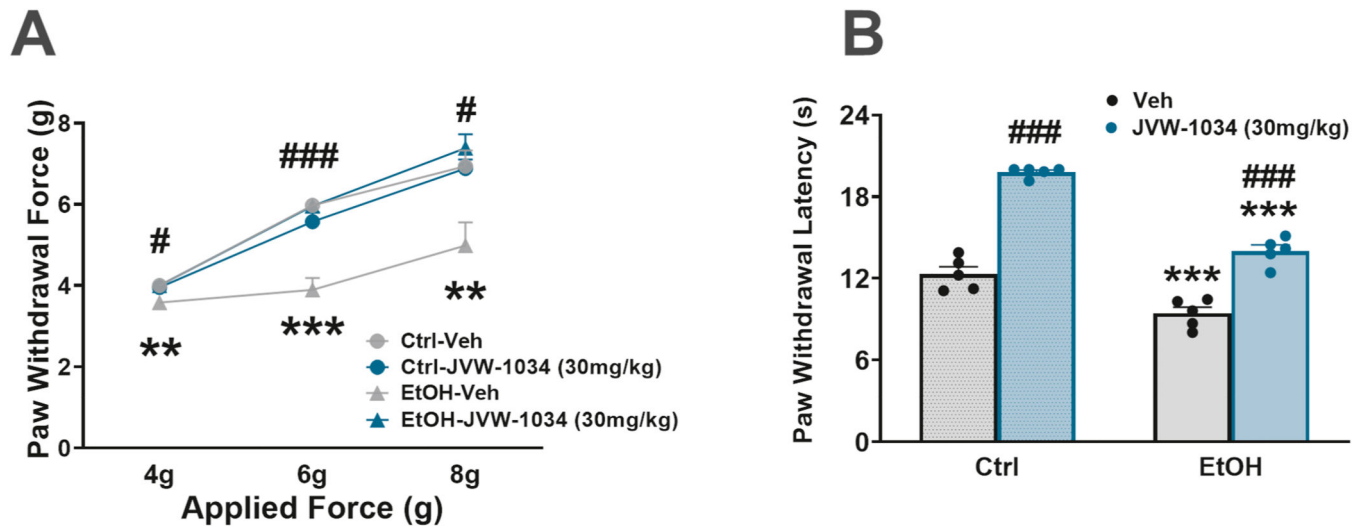 A
Paw Withdrawal Force (g)
8
6
4
2
0
#
###
#
**
***
**
Ctrl-Veh
Ctrl-JVW-1034 (30mg/kg)
EtOH-Veh
EtOH-JVW-1034 (30mg/kg)
4g 6g 8g
Applied Force (g)
B
Paw Withdrawal Latency (s)
24
18
12
6
0
Veh
JVW-1034 (30mg/kg)
###
###
***
***
Ctrl EtOH